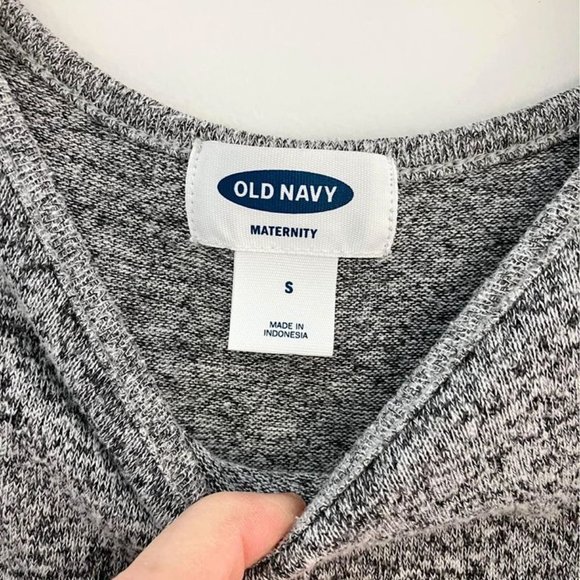 OLD NAVY
MATERNITY
S
MADE IN
INDONESIA